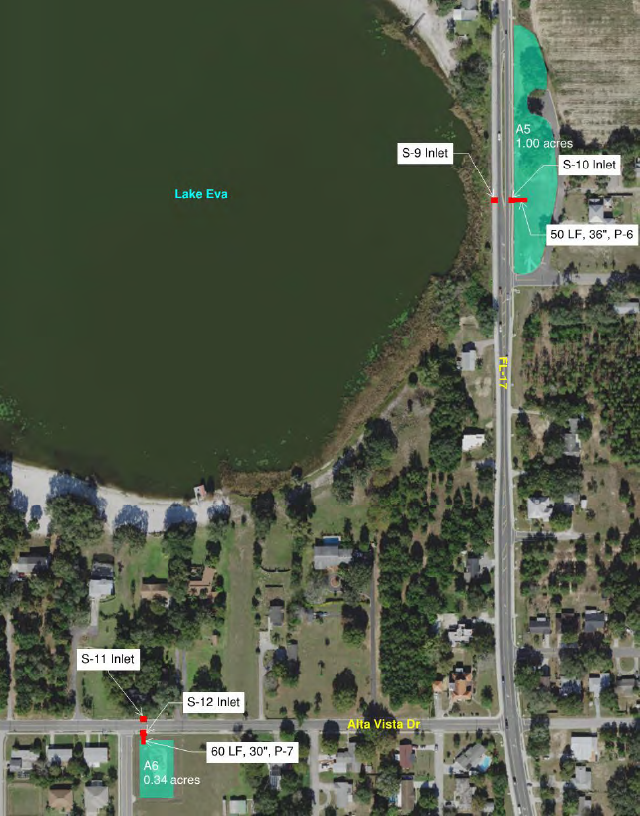 A5
1.00 acres
S-9 Inlet
S-10 Inlet
Lake Eva
50 LF, 36", P-6
FL-17
S-11 Inlet
S-12 Inlet
Alta Vista Dr
60 LF, 30", P-7
A6
0.34 acres